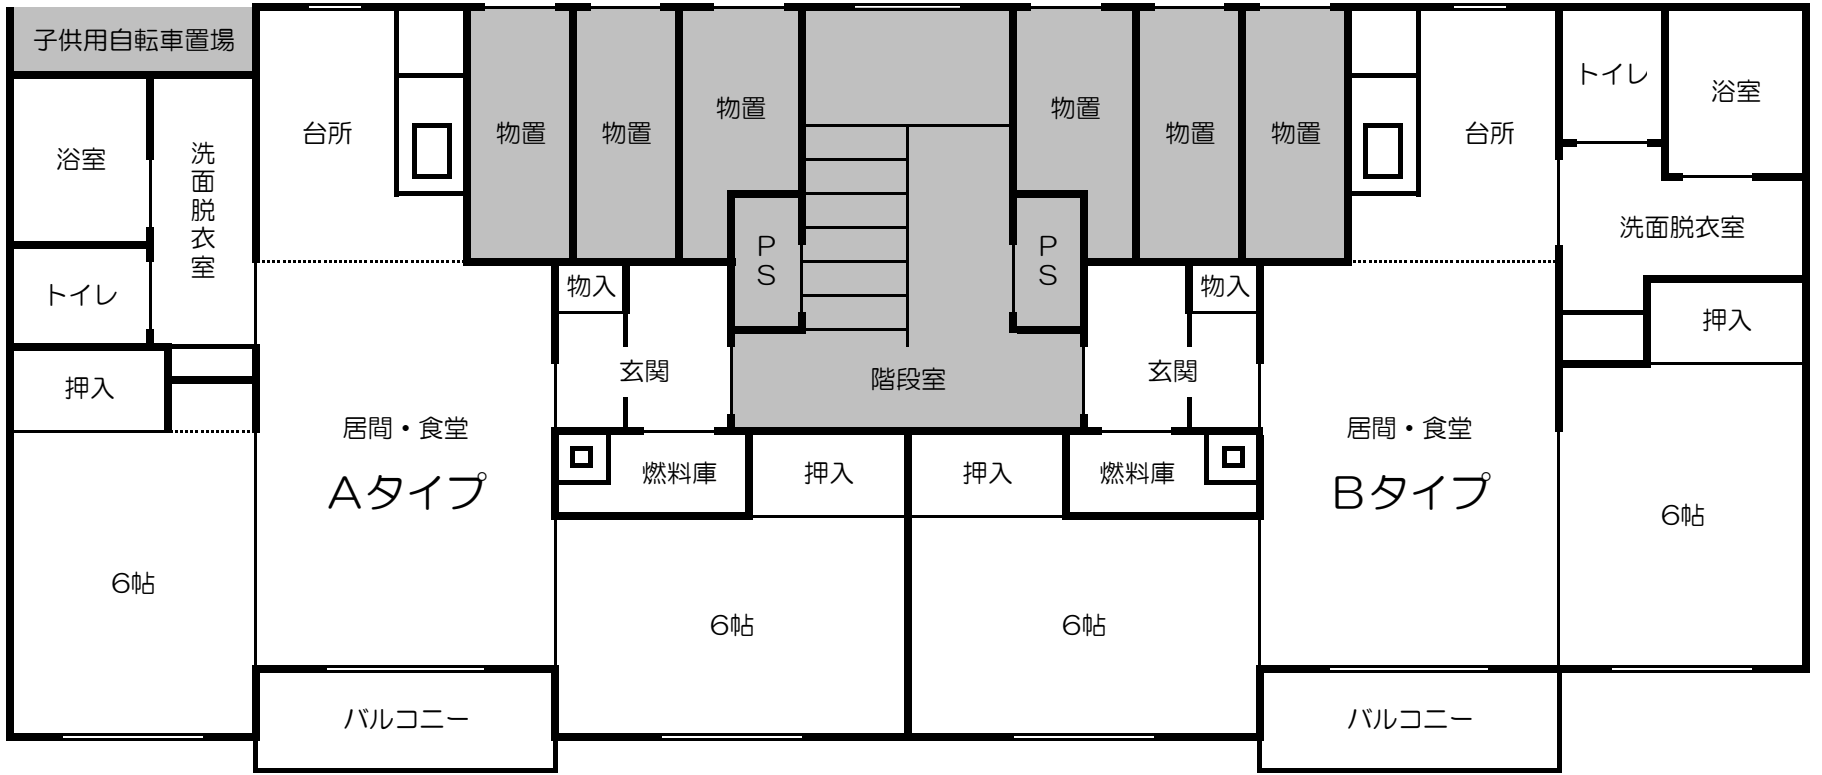 子供用自転車置場
浴室
洗面脱衣室
トイレ
押入
6帖
台所
居間・食堂
Aタイプ
バルコニー
物置
物置
物置
PS
物入
玄関
燃料庫
押入
6帖
階段室
物置
物置
物置
PS
物入
玄関
押入
燃料庫
6帖
台所
居間・食堂
Bタイプ
バルコニー
トイレ
浴室
洗面脱衣室
押入
6帖